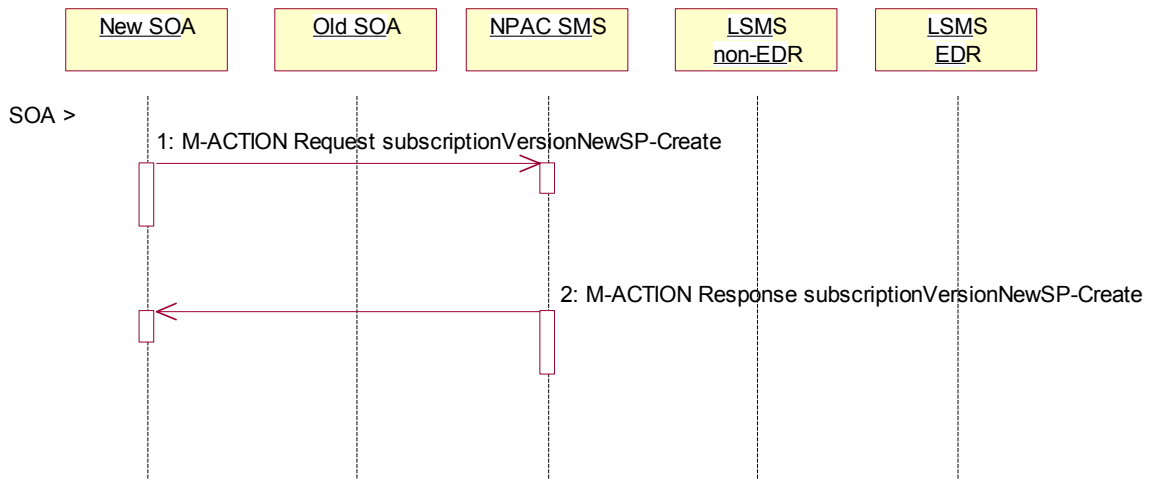 New SOA
Old SOA
NPAC SMS
LSMS
non-EDR
LSMS
EDR
SOA >
1: M-ACTION Request subscriptionVersionNewSP-Create
2: M-ACTION Response subscriptionVersionNewSP-Create